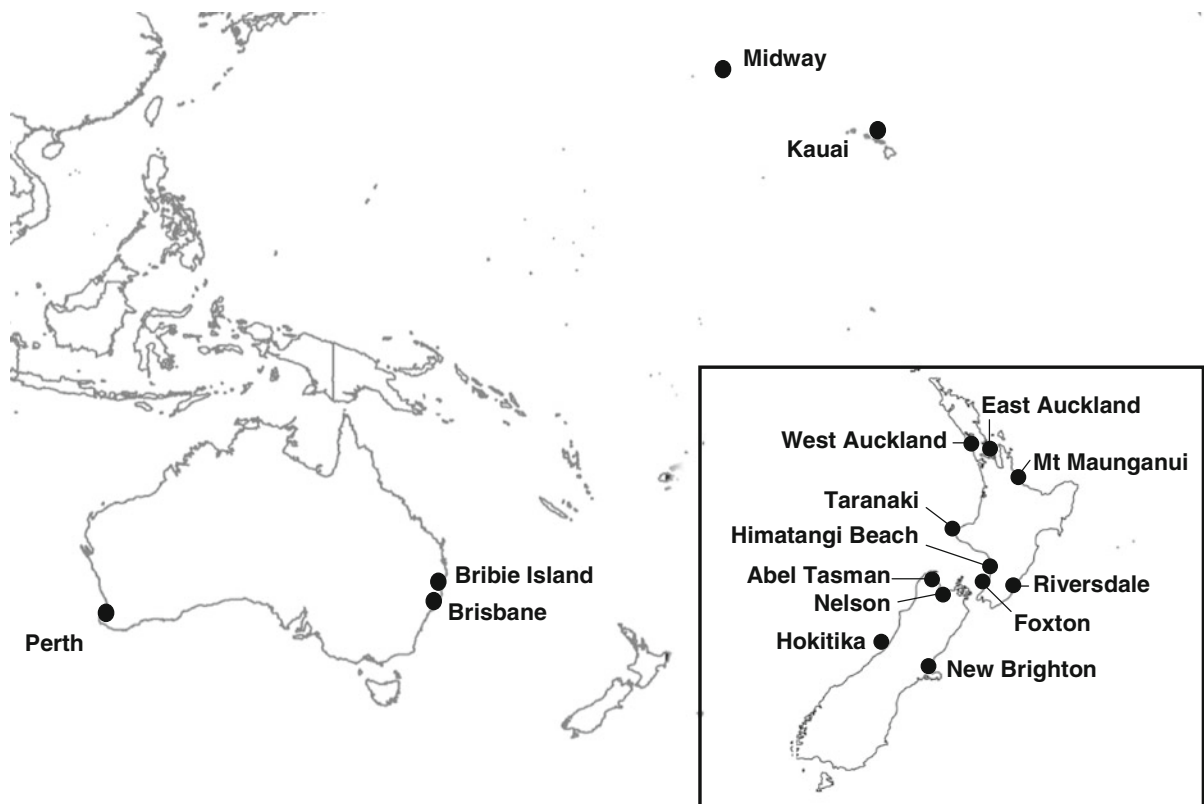 Midway
Kauai
East Auckland
West Auckland
Mt Maunganui
Taranaki
Himatangi Beach
Abel Tasman
Riversdale
Nelson
Foxton
Hokitika
New Brighton
Bribie Island
Brisbane
Perth